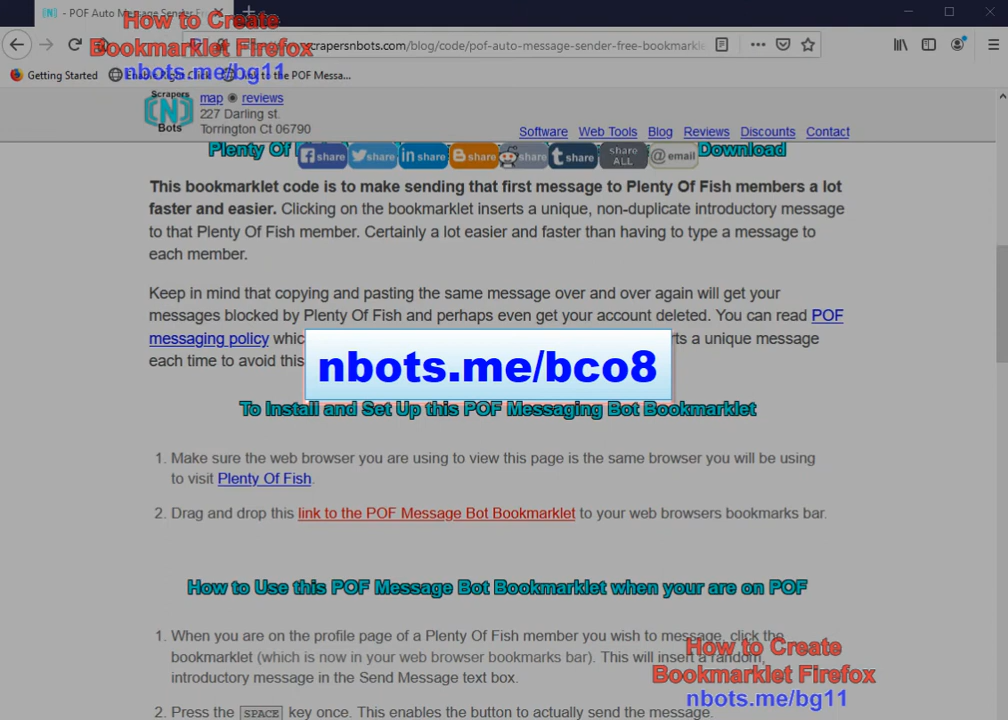 - POF Auto Message Sender Fr
How to Create
Bookmarklet Firefox
nbots.me/bg11
scrapersnbots.com/blog/code/pof-auto-message-sender-free-bookmarkle
Getting Started
Enable Right Click
link to the POF Messa...
Scrapers
[N]
Bots
map ◉ reviews
227 Darling st.
Torrington Ct 06790
Software Web Tools Blog Reviews Discounts Contact
Plenty Of
Download
share share share share share share share ALL @email
This bookmarklet code is to make sending that first message to Plenty Of Fish members a lot
faster and easier. Clicking on the bookmarklet inserts a unique, non-duplicate introductory message
to that Plenty Of Fish member. Certainly a lot easier and faster than having to type a message to
each member.
Keep in mind that copying and pasting the same message over and over again will get your
messages blocked by Plenty Of Fish and perhaps even get your account deleted. You can read POF
messaging policy a unique message
each time to avoid this
nbots.me/bco8
To Install and Set Up this POF Messaging Bot Bookmarklet
1. Make sure the web browser you are using to view this page is the same browser you will be using
to visit Plenty Of Fish.
2. Drag and drop this link to the POF Message Bot Bookmarklet to your web browsers bookmarks bar.
How to Use this POF Message Bot Bookmarklet when your are on POF
1. When you are on the profile page of a Plenty Of Fish member you wish to message, click the
bookmarklet (which is now in your web browser bookmarks bar). This will insert a random,
introductory message in the Send Message text box.
How to Create
Bookmarklet Firefox
nbots.me/bg11
2. Press the SPACE key once. This enables the button to actually send the message.